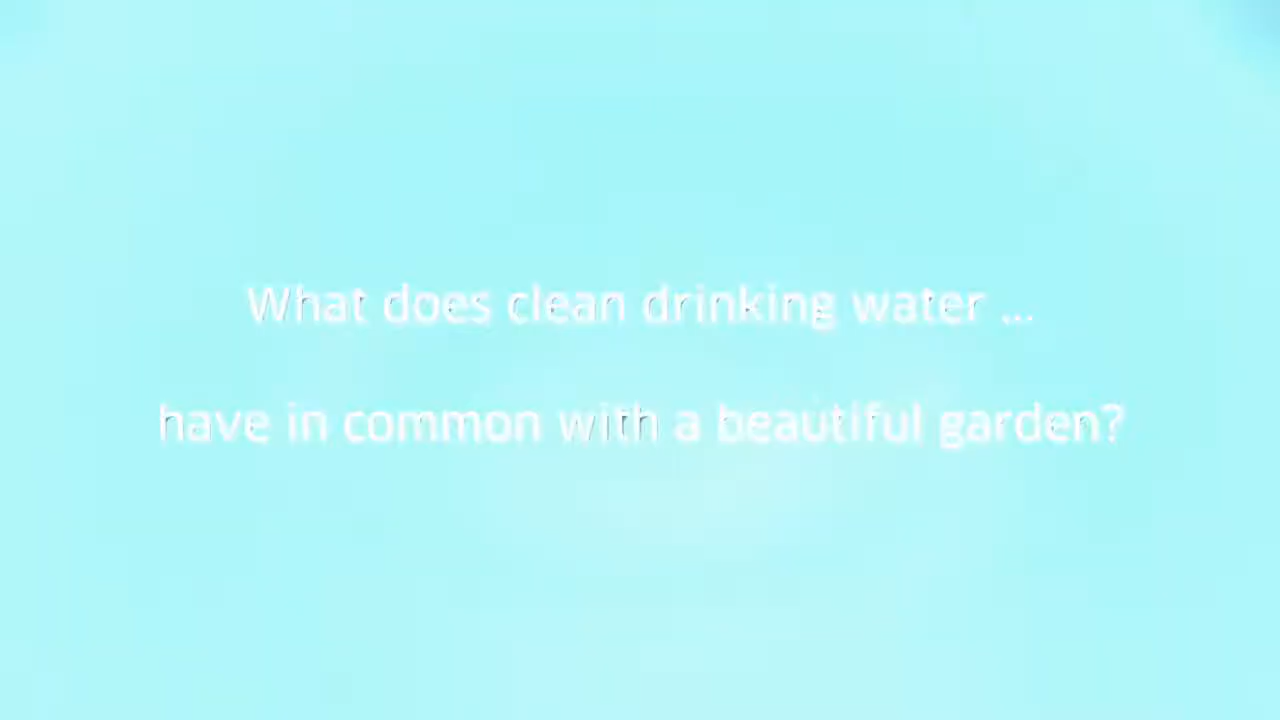 What does clean drinking water ...
have in common with a beautiful garden?